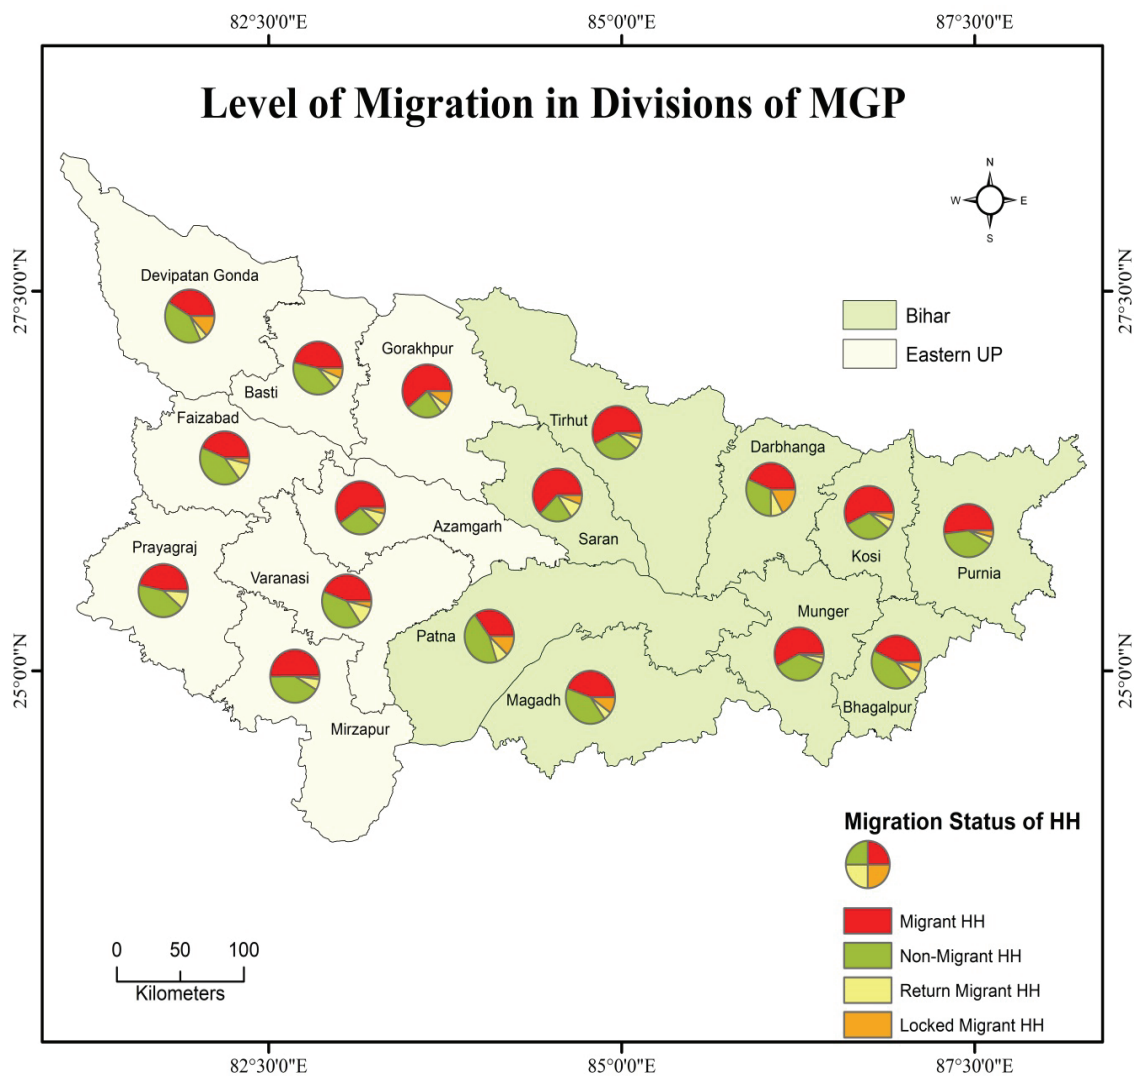 82°30'0"E 85°0'0"E 87°30'0"E
Level of Migration in Divisions of MGP
N
W E
S
27°30'0"N
27°30'0"N
25°0'0"N
25°0'0"N
Devipatan Gonda
Basti
Gorakhpur
Faizabad
Tirhut
Darbhanga
Azamgarh
Saran
Kosi
Purnia
Prayagraj
Varanasi
Patna
Munger
Magadh
Bhagalpur
Mirzapur
Bihar
Eastern UP
Migration Status of HH
Migrant HH
Non-Migrant HH
Return Migrant HH
Locked Migrant HH
0 50 100
Kilometers
82°30'0"E 85°0'0"E 87°30'0"E